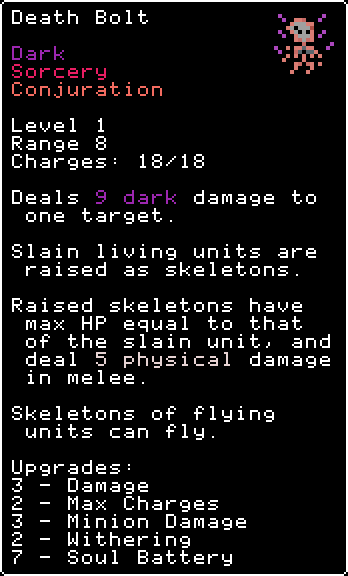 Death Bolt
Dark
Sorcery
Conjuration
Level 1
Range 8
Charges: 18/18
Deals 9 dark damage to
one target.
Slain living units are
raised as skeletons.
Raised skeletons have
max HP equal to that
of the slain unit, and
deal 5 physical damage
in melee.
Skeletons of flying
units can fly.
Upgrades:
3 - Damage
2 - Max Charges
3 - Minion Damage
2 - Withering
7 - Soul Battery